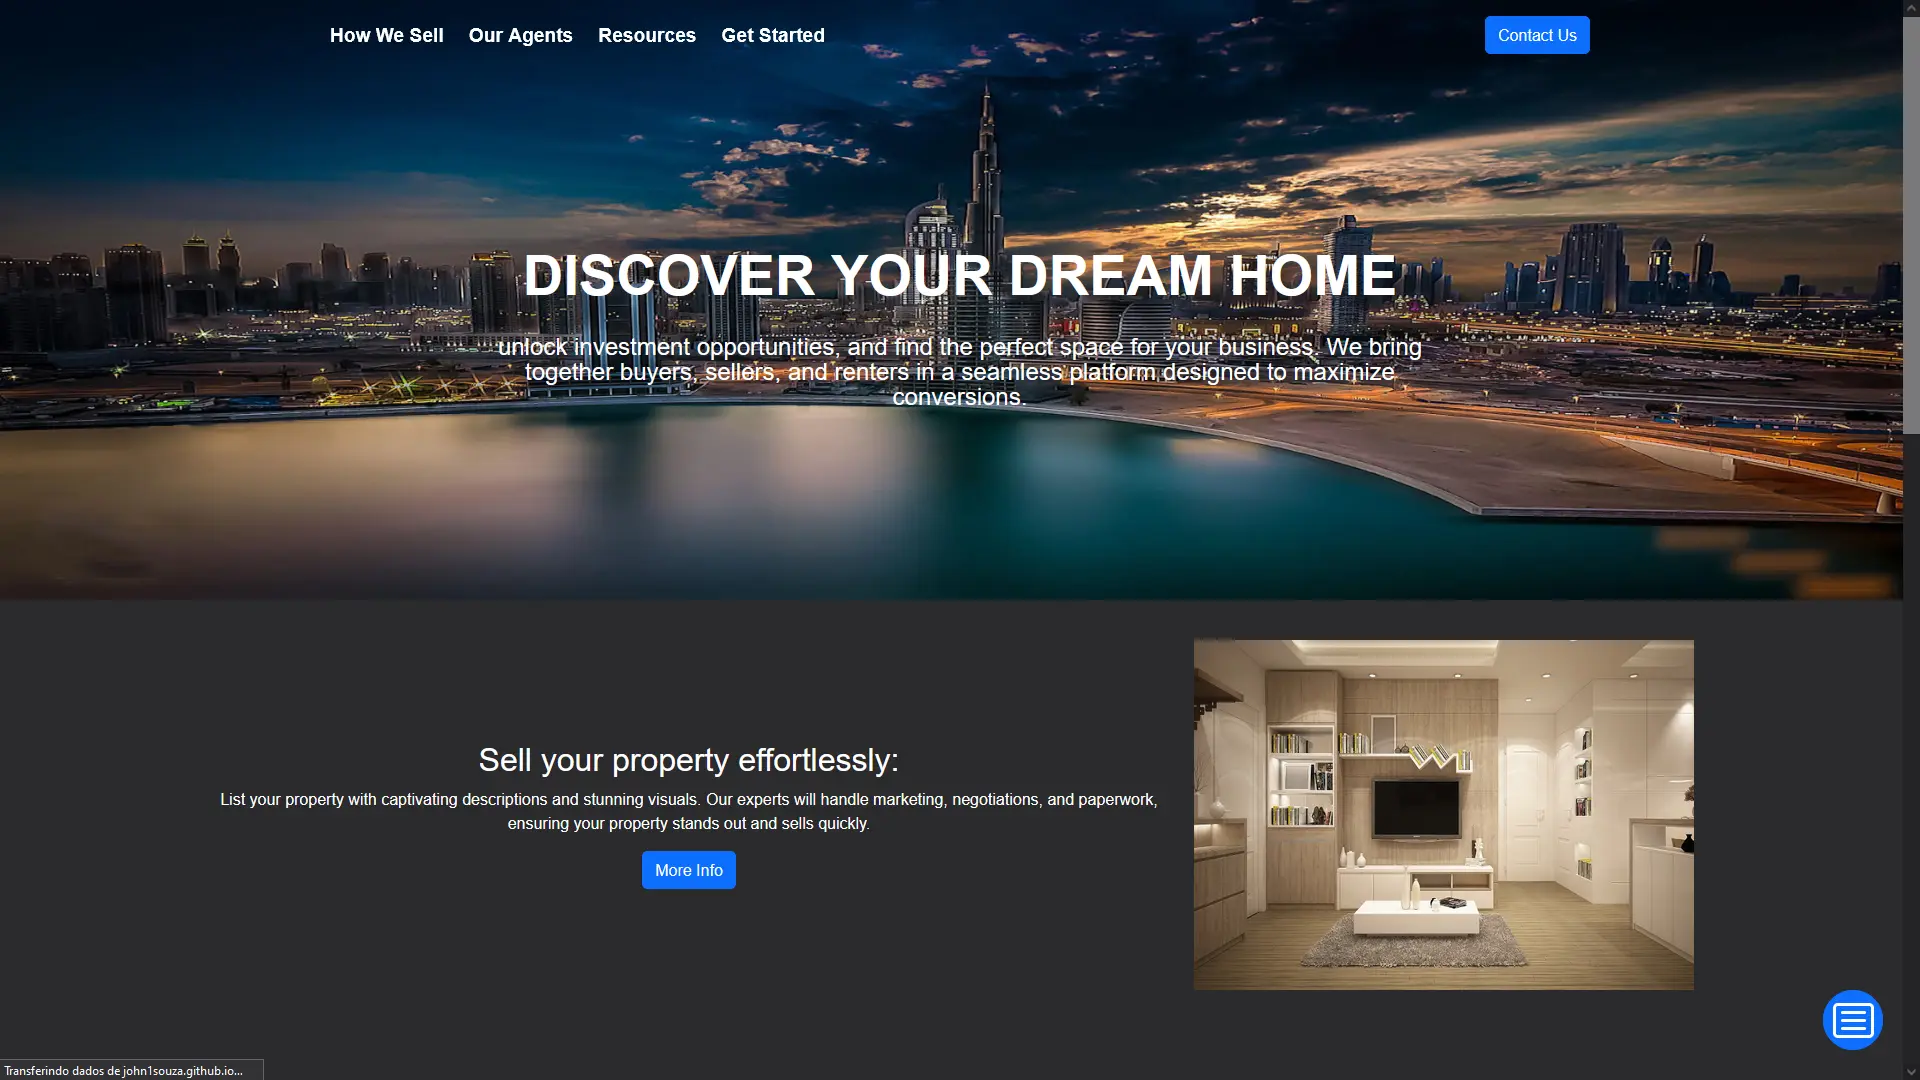 How We Sell
Our Agents
Resources
Get Started
Contact Us
DISCOVER YOUR DREAM HOME
unlock investment opportunities, and find the perfect space for your business. We bring
together buyers, sellers, and renters in a seamless platform designed to maximize
conversions.
Sell your property effortlessly:
List your property with captivating descriptions and stunning visuals. Our experts will handle marketing, negotiations, and paperwork,
ensuring your property stands out and sells quickly.
More Info
Transferindo dados de john1souza.github.io...